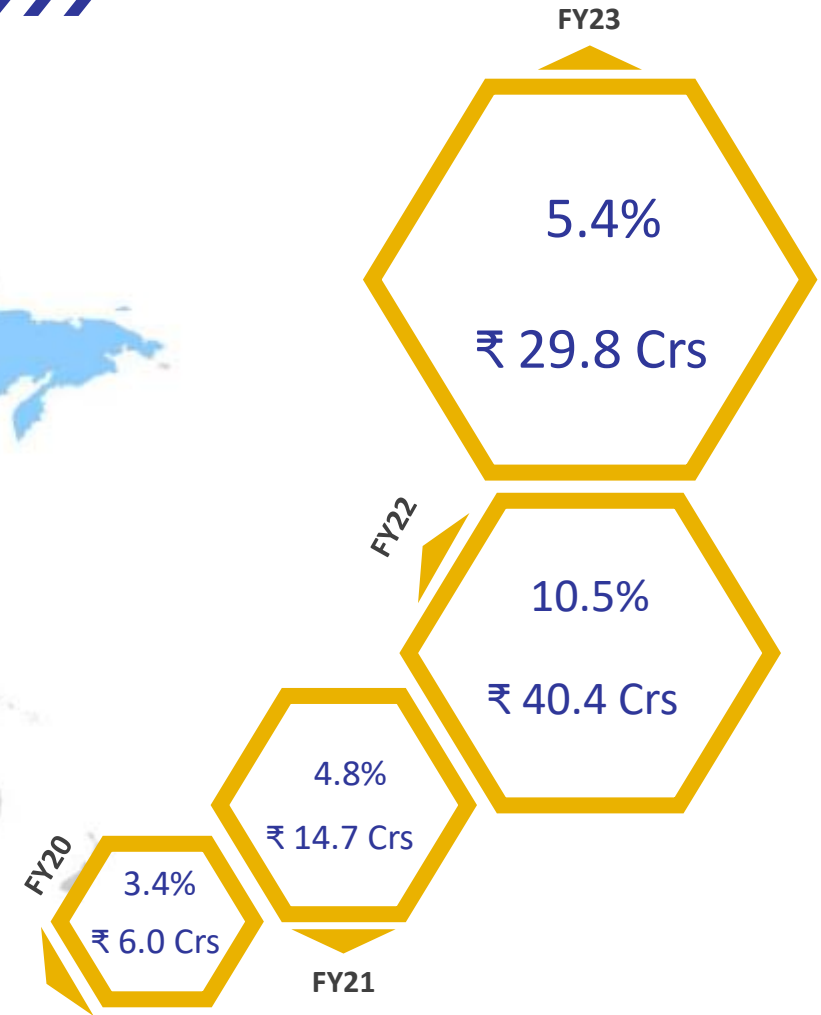 FY23
5.4%
₹ 29.8 Crs
FY22
10.5%
₹ 40.4 Crs
4.8%
₹ 14.7 Crs
FY21
FY20
3.4%
₹ 6.0 Crs